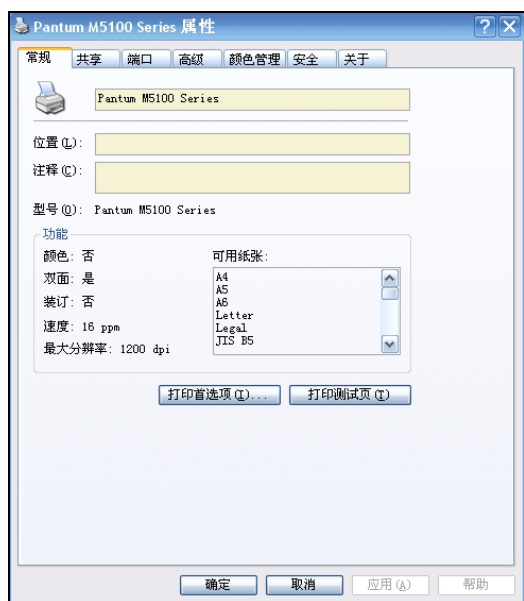 Pantum M5100 Series 属性
常规 共享 端口 高级 颜色管理 安全 关于
Pantum M5100 Series
位置(L):
注释(C):
型号(O): Pantum M5100 Series
功能
颜色: 否
双面: 是
装订: 否
速度: 16 ppm
最大分辨率: 1200 dpi
可用纸张:
A4
A5
A6
Letter
Legal
JIS B5
打印首选项(I)... 打印测试页(T)
确定 取消 应用(A) 帮助